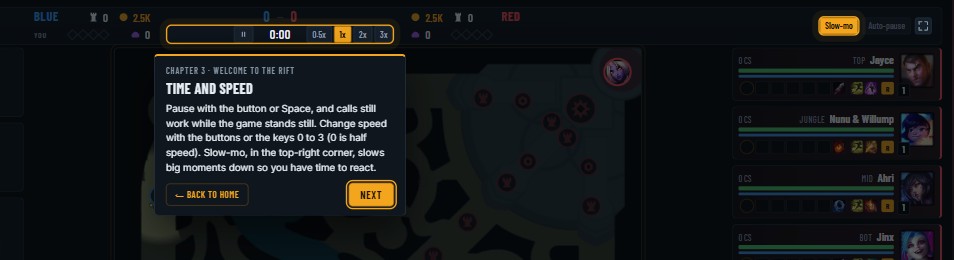 BLUE 0 2.5K 0 - 0 2.5K 0 RED
YOU 0 0
0:00 0.5x 1x 2x 3x
Slow-mo Auto-pause
CHAPTER 3 · WELCOME TO THE RIFT
TIME AND SPEED
Pause with the button or Space, and calls still
work while the game stands still. Change speed
with the buttons or the keys 0 to 3 (0 is half
speed). Slow-mo, in the top-right corner, slows
big moments down so you have time to react.
BACK TO HOME
NEXT
0 CS TOP Jayce
R 1
0 CS JUNGLE Nunu & Willump
R 1
0 CS MID Ahri
R 1
0 CS BOT Jinx